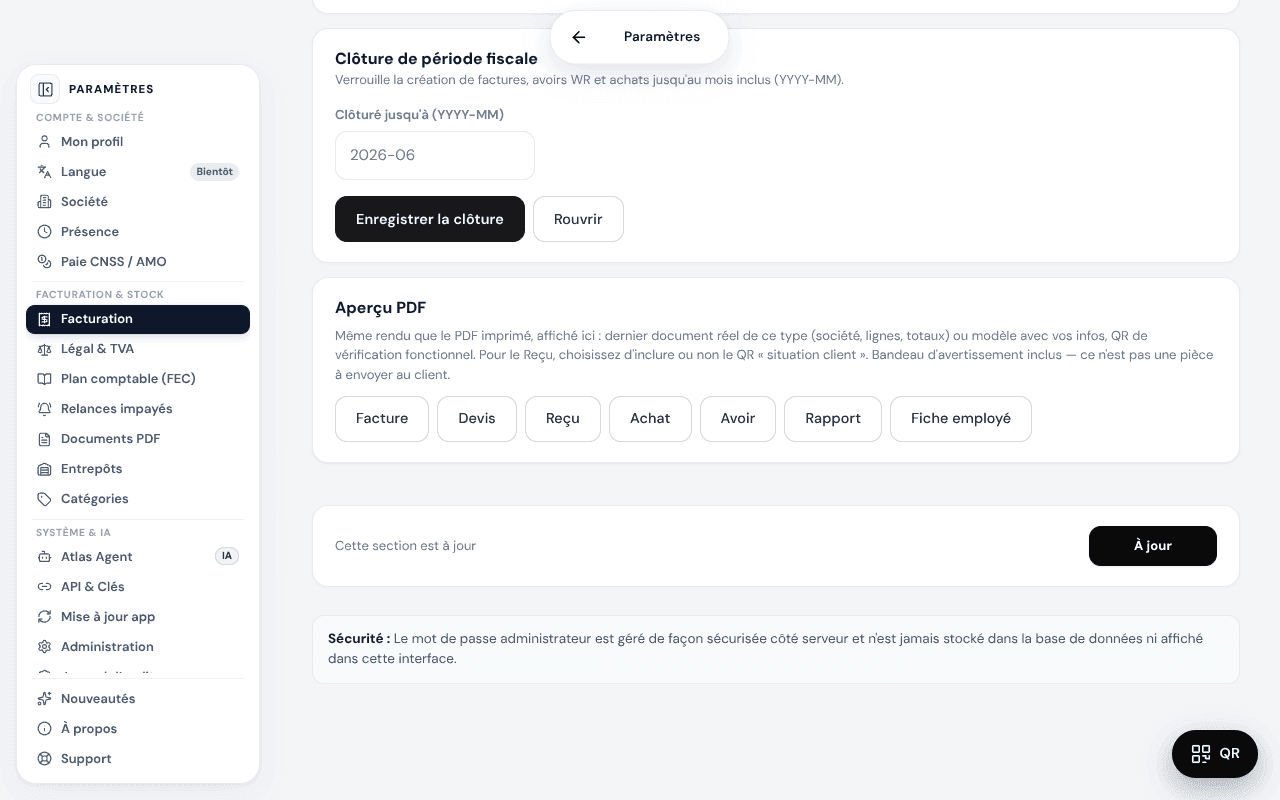 Paramètres
PARAMÈTRES
COMPTE & SOCIÉTÉ
Mon profil
Langue
Bientôt
Société
Présence
Paie CNSS / AMO
FACTURATION & STOCK
Facturation
Légal & TVA
Plan comptable (FEC)
Relances impayés
Documents PDF
Entrepôts
Catégories
SYSTÈME & IA
Atlas Agent
IA
API & Clés
Mise à jour app
Administration
Nouveautés
À propos
Support
Clôture de période fiscale
Verrouille la création de factures, avoirs WR et achats jusqu'au mois inclus (YYYY-MM).
Clôturé jusqu'à (YYYY-MM)
2026-06
Enregistrer la clôture
Rouvrir
Aperçu PDF
Même rendu que le PDF imprimé, affiché ici : dernier document réel de ce type (société, lignes, totaux) ou modèle avec vos infos, QR de
vérification fonctionnel. Pour le Reçu, choisissez d'inclure ou non le QR « situation client ». Bandeau d'avertissement inclus — ce n'est pas une pièce
à envoyer au client.
Facture
Devis
Reçu
Achat
Avoir
Rapport
Fiche employé
Cette section est à jour
À jour
Sécurité : Le mot de passe administrateur est géré de façon sécurisée côté serveur et n'est jamais stocké dans la base de données ni affiché
dans cette interface.
QR